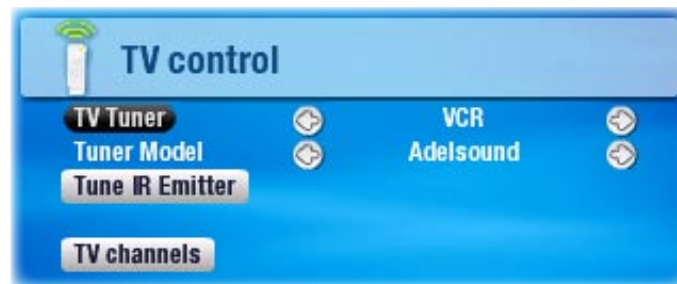 TV control
TV Tuner VCR
Tuner Model Adelsound
Tune IR Emitter
TV channels